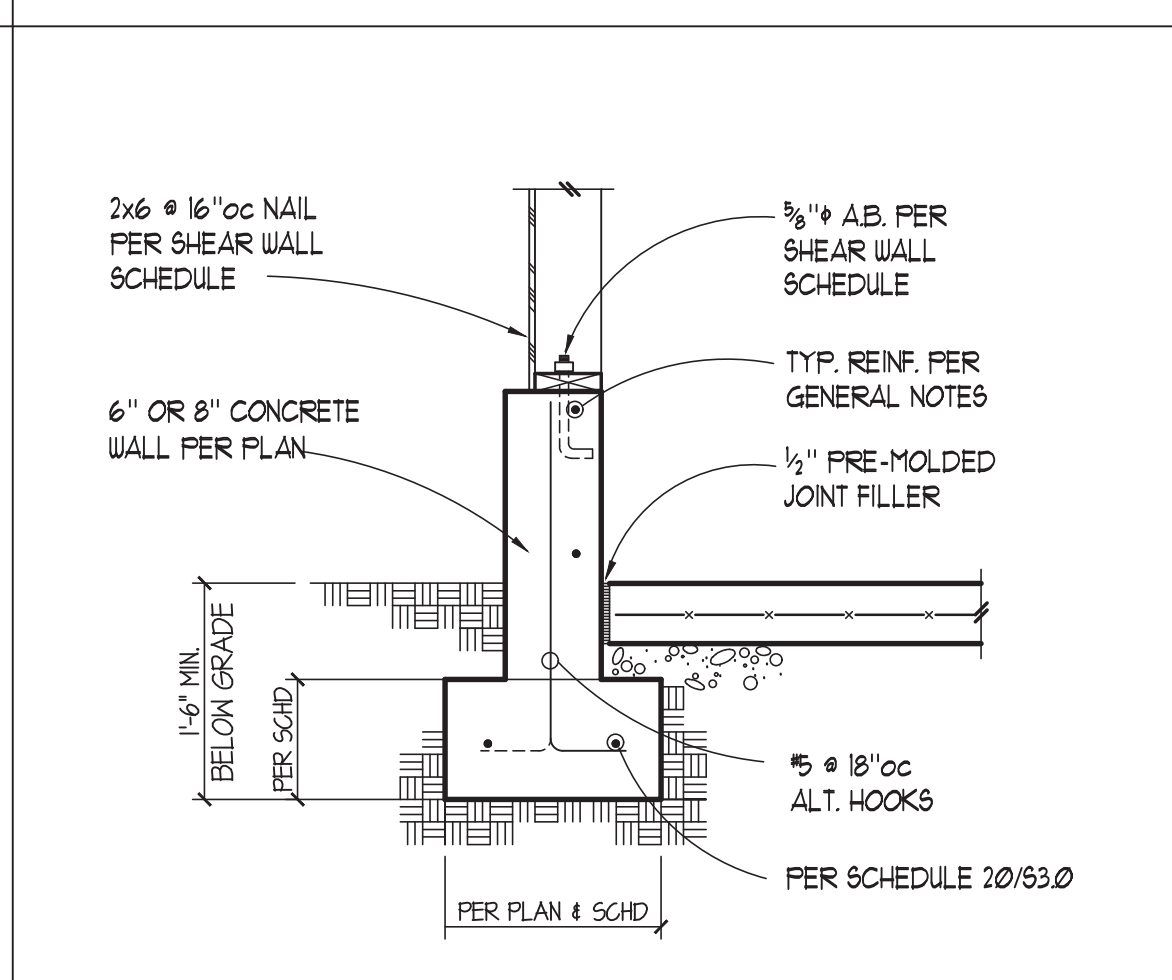 2x6 @ 16"oc NAIL
PER SHEAR WALL
SCHEDULE
6" OR 8" CONCRETE
WALL PER PLAN
5/8"ϕ A.B. PER
SHEAR WALL
SCHEDULE
TYP. REINF. PER
GENERAL NOTES
1/2" PRE-MOLDED
JOINT FILLER
1'-6" MIN.
BELOW GRADE
PER SCHD
#5 @ 18"oc
ALT. HOOKS
PER SCHEDULE 20/S3.0
PER PLAN & SCHD